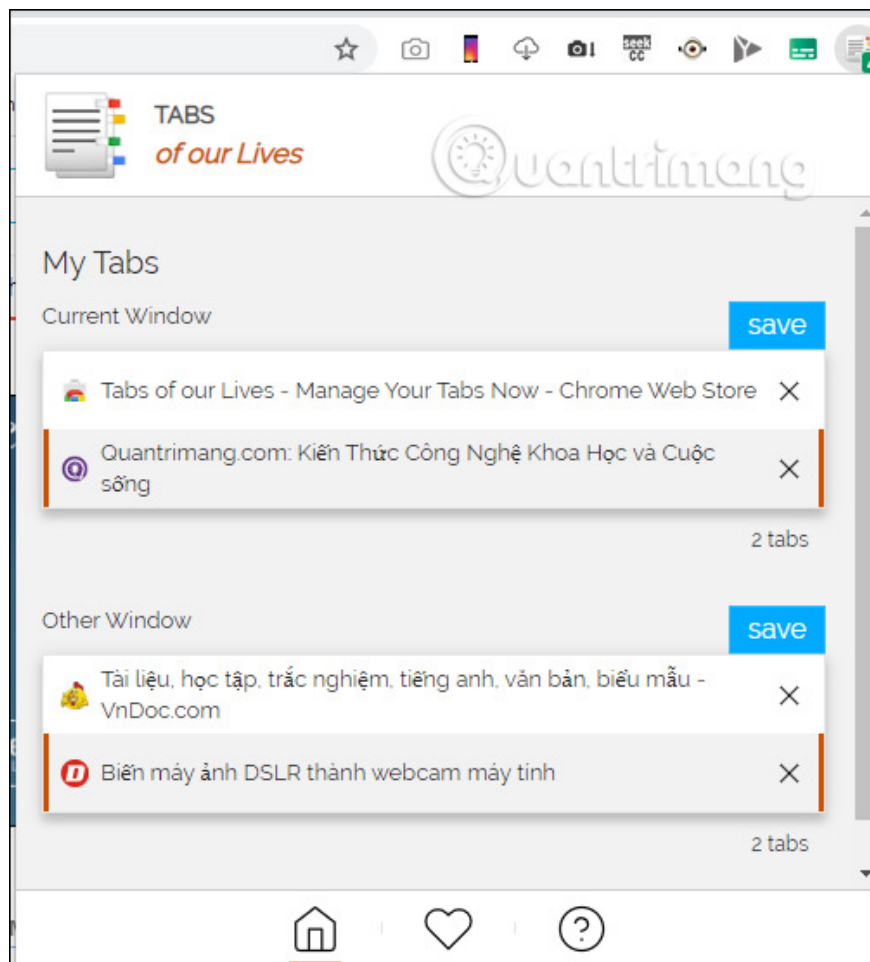 seek
CC
TABS
of our Lives
Quantrimang
My Tabs
Current Window
save
Tabs of our Lives - Manage Your Tabs Now - Chrome Web Store
Quantrimang.com: Kiến Thức Công Nghệ Khoa Học và Cuộc
sống
2 tabs
Other Window
save
Tài liệu, học tập, trắc nghiệm, tiếng anh, văn bản, biểu mẫu -
VnDoc.com
Biến máy ảnh DSLR thành webcam máy tính
2 tabs